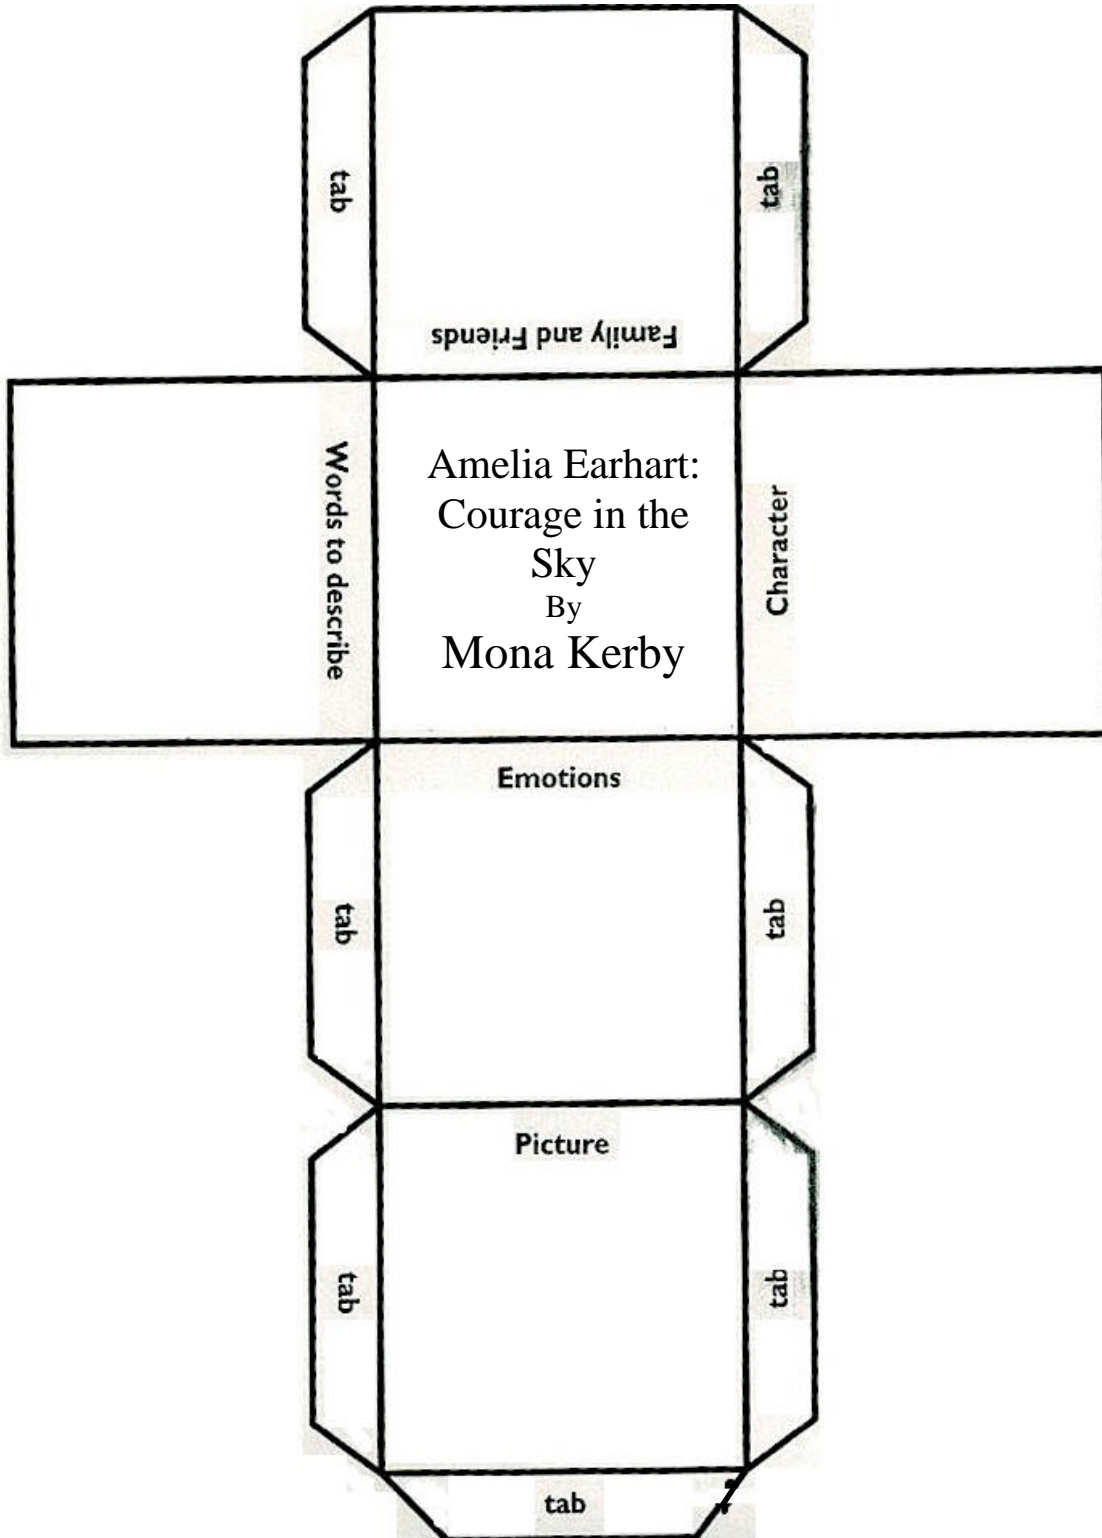 tab
tab
Family and Friends
Words to describe
Amelia Earhart:
Courage in the
Sky
By
Mona Kerby
Character
Emotions
tab
tab
Picture
tab
tab
tab